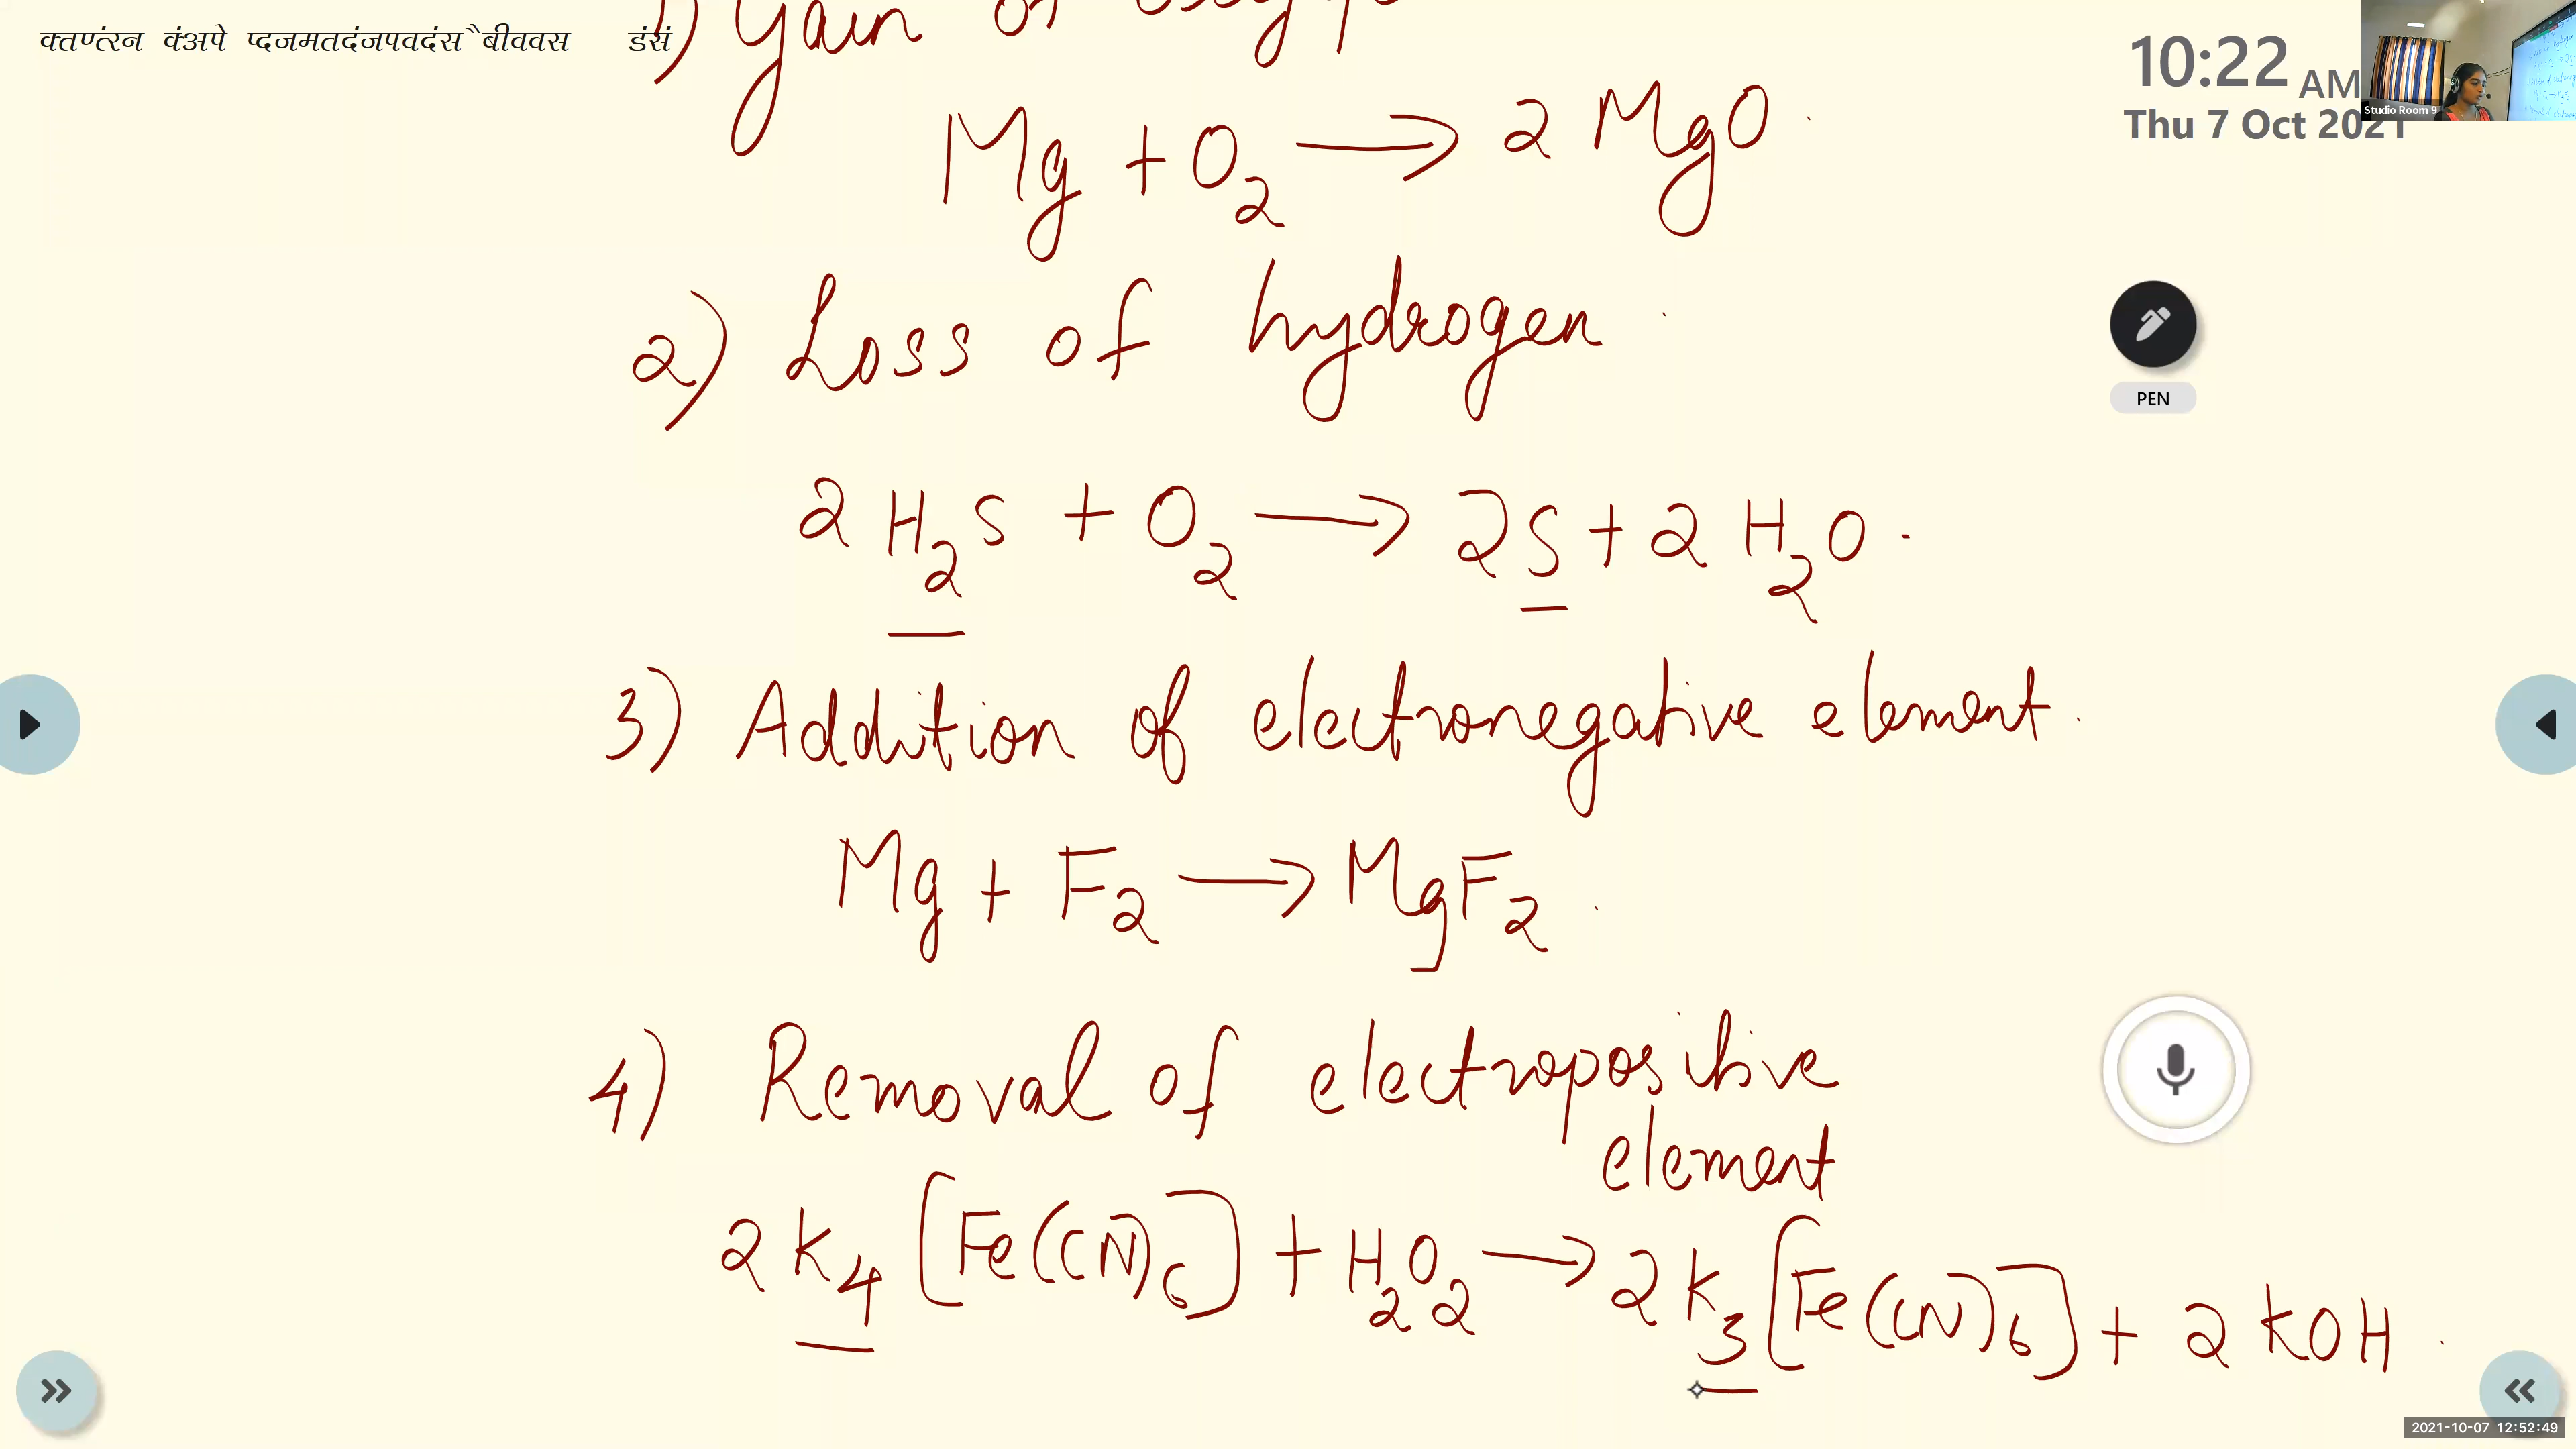 क्तण्तंरन क्ंअपे प्दजमतदंजपवदंस ैबीववस डंसं
10:22 AM
Studio Room 9
Thu 7 Oct 2021
1) Gain of
Mg + O2 → 2 MgO.
2) Loss of hydrogen
PEN
2 H2S + O2 → 2S + 2 H2O.
3) Addition of electronegative element.
Mg + F2 → MgF2.
4) Removal of electropositive
element
2 K4 [Fe(CN)6] + H2O2 → 2 K3 [Fe(CN)6] + 2 KOH.
2021-10-07 12:52:49